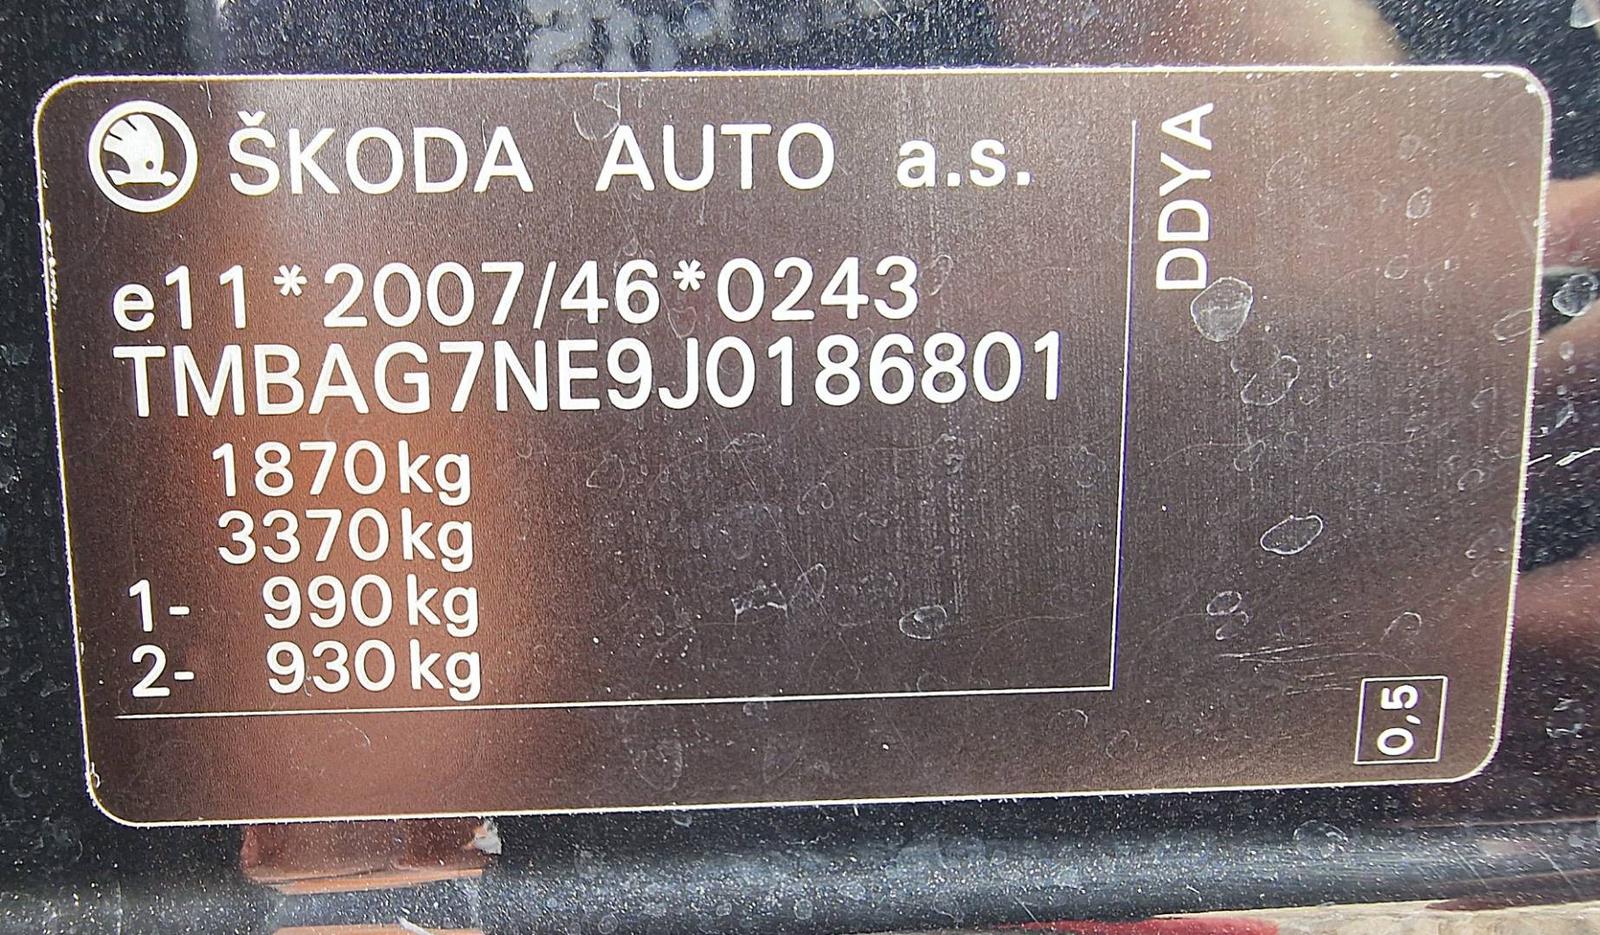 ŠKODA AUTO a.s.
e11*2007/46*0243
TMBAG7NE9J0186801
1870kg
3370kg
1- 990kg
2- 930kg
DDYA
0,5